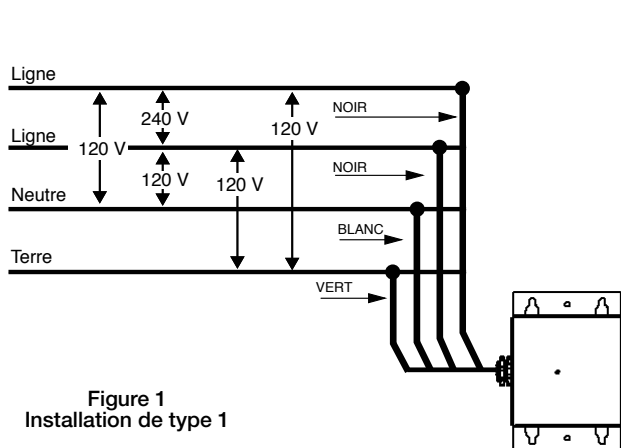 Ligne
NOIR
240 V
120 V
Ligne
120 V
NOIR
120 V
120 V
Neutre
BLANC
Terre
VERT
Figure 1
Installation de type 1